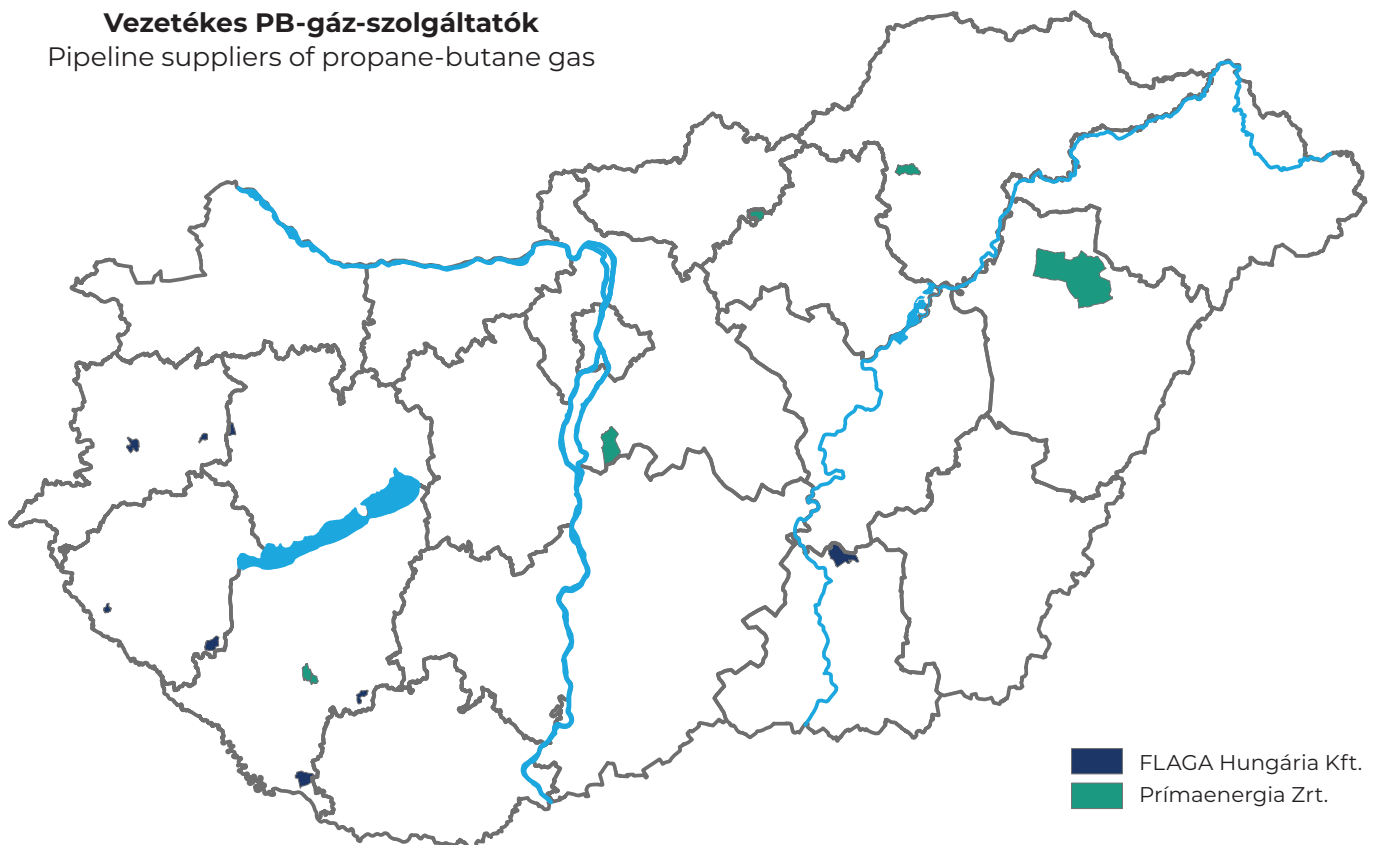 Vezetékes PB-gáz-szolgáltatók
Pipeline suppliers of propane-butane gas
FLAGA Hungária Kft.
Prímaenergia Zrt.